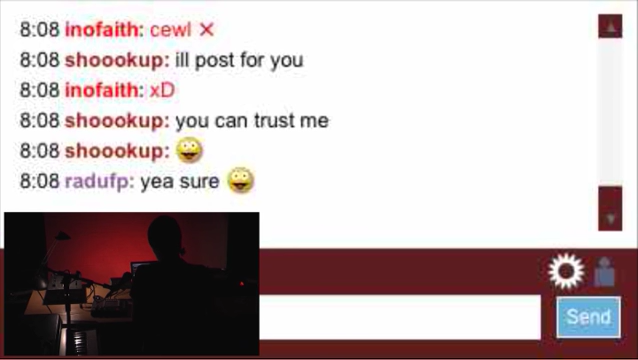 8:08 inofaith: cewl ✕
8:08 shoookup: ill post for you
8:08 inofaith: xD
8:08 shoookup: you can trust me
8:08 shoookup:
8:08 radufp: yea sure
Send